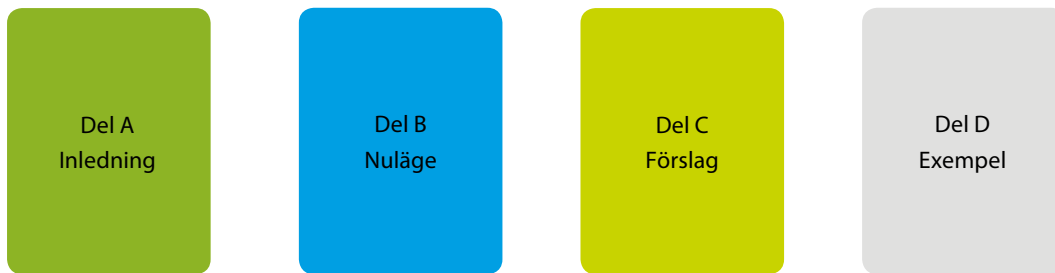 Del A
Inledning
Del B
Nuläge
Del C
Förslag
Del D
Exempel